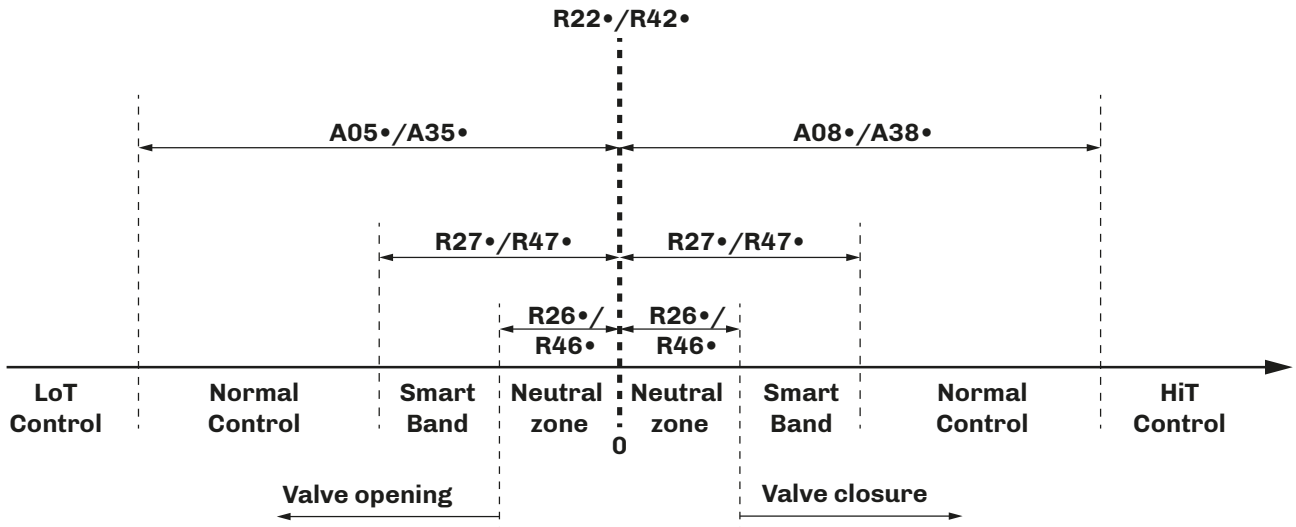 R22•/R42•
A05•/A35•
A08•/A38•
R27•/R47•
R27•/R47•
R26•/
R46•
R26•/
R46•
LoT
Control
Normal
Control
Smart
Band
Neutral
zone
Neutral
zone
Smart
Band
Normal
Control
HiT
Control
0
Valve opening
Valve closure